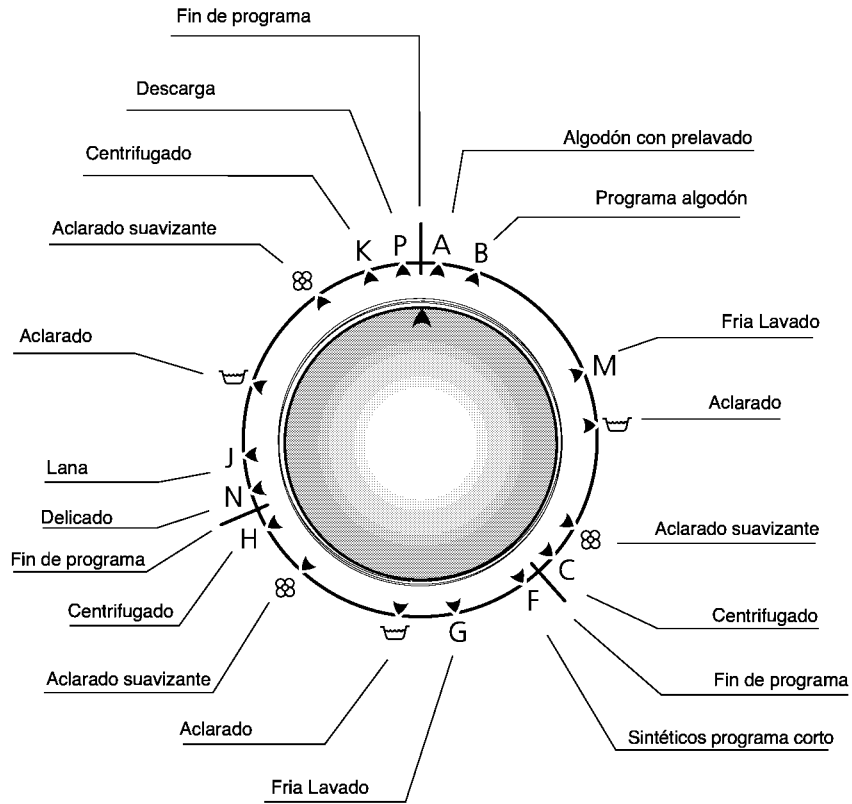 Fin de programa
Descarga
Algodón con prelavado
Centrifugado
Programa algodón
Aclarado suavizante
K P A B
Fria Lavado
Aclarado
M
Aclarado
J
Lana
N
Delicado
H
Aclarado suavizante
Fin de programa
C
F
Centrifugado
Centrifugado
G
Aclarado suavizante
Fin de programa
Aclarado
Sintéticos programa corto
Fria Lavado